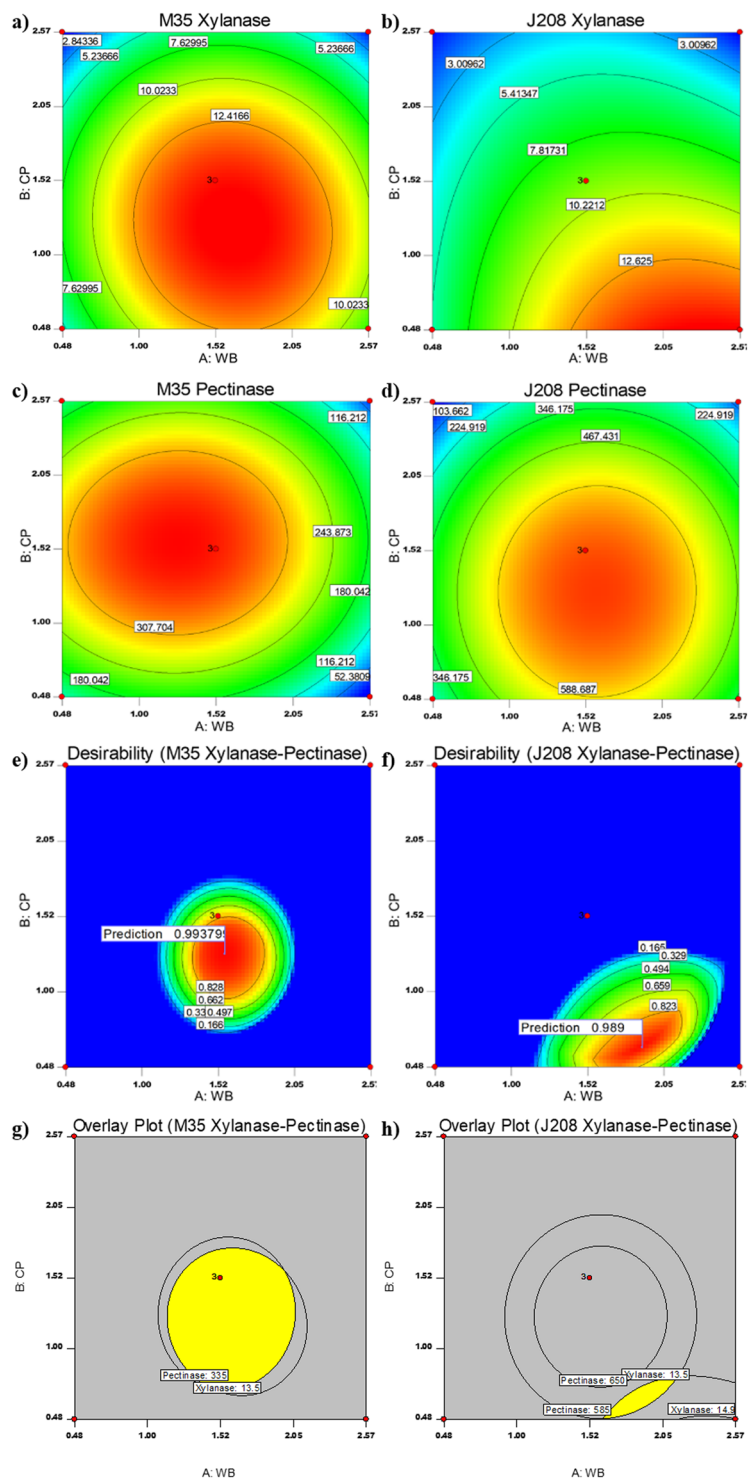 a) M35 Xylanase
2.57
2.05
1.52
1.00
0.48
B: CP
2.84336
5.23666
7.62995
5.23666
10.0233
12.4166
3
7.62995
10.0233
0.48 1.00 1.52 2.05 2.57
A: WB
b) J208 Xylanase
2.57
2.05
1.52
1.00
0.48
B: CP
3.00962
3.00962
5.41347
7.81731
3
10.2212
12.625
0.48 1.00 1.52 2.05 2.57
A: WB
c) M35 Pectinase
2.57
2.05
1.52
1.00
0.48
B: CP
116.212
243.873
3
180.042
307.704
116.212
180.042
52.3809
0.48 1.00 1.52 2.05 2.57
A: WB
d) J208 Pectinase
2.57
2.05
1.52
1.00
0.48
B: CP
103.662
346.175
224.919
224.919
467.431
3
346.175
588.687
0.48 1.00 1.52 2.05 2.57
A: WB
e) Desirability (M35 Xylanase-Pectinase)
2.57
2.05
1.52
1.00
0.48
B: CP
3
Prediction 0.993799
0.828
0.662
0.33 0.497
0.166
0.48 1.00 1.52 2.05 2.57
A: WB
f) Desirability (J208 Xylanase-Pectinase)
2.57
2.05
1.52
1.00
0.48
B: CP
3
0.165
0.329
0.494
0.659
0.823
Prediction 0.989
0.48 1.00 1.52 2.05 2.57
A: WB
g) Overlay Plot (M35 Xylanase-Pectinase)
2.57
2.05
1.52
1.00
0.48
B: CP
3
Pectinase: 335
Xylanase: 13.5
0.48 1.00 1.52 2.05 2.57
A: WB
h) Overlay Plot (J208 Xylanase-Pectinase)
2.57
2.05
1.52
1.00
0.48
B: CP
3
Xylanase: 13.5
Pectinase: 650
Pectinase: 585
Xylanase: 14.9
0.48 1.00 1.52 2.05 2.57
A: WB